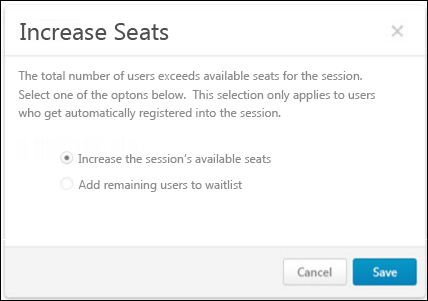 Increase Seats
The total number of users exceeds available seats for the session.
Select one of the optons below.  This selection only applies to users
who get automatically registered into the session.
Increase the session's available seats
Add remaining users to waitlist
Cancel
Save